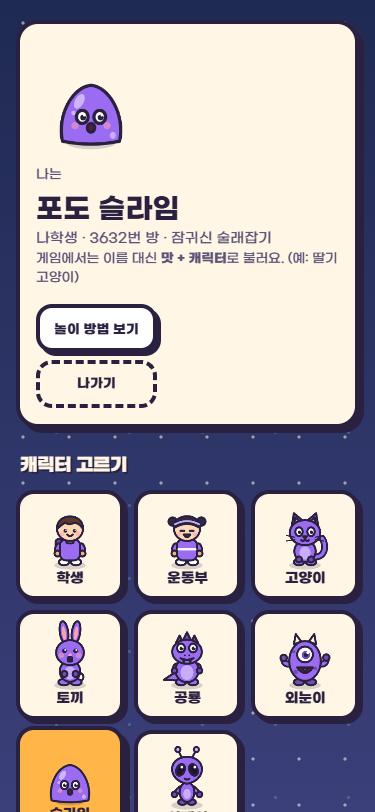 나는
포도 슬라임
나학생 · 3632번 방 · 잠귀신 술래잡기
게임에서는 이름 대신 맛 + 캐릭터로 불러요. (예: 딸기
고양이)
놀이 방법 보기
나가기
캐릭터 고르기
학생
운동부
고양이
토끼
공룡
외눈이
슬라임